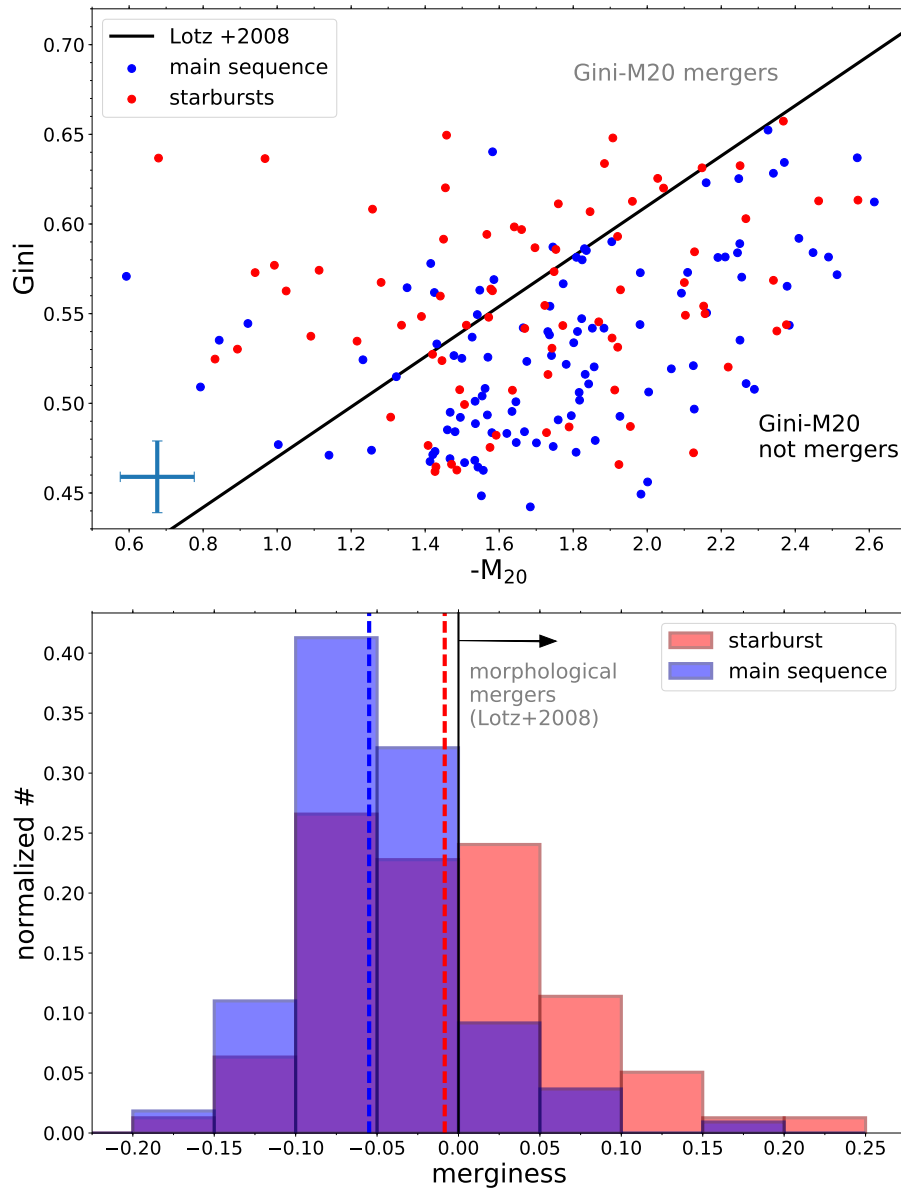 Lotz +2008
main sequence
starbursts
Gini-M20 mergers
Gini-M20
not mergers
Gini
0.70
0.65
0.60
0.55
0.50
0.45
0.6 0.8 1.0 1.2 1.4 1.6 1.8 2.0 2.2 2.4 2.6
-M20
starburst
main sequence
morphological
mergers
(Lotz+2008)
normalized #
0.40
0.35
0.30
0.25
0.20
0.15
0.10
0.05
0.00
−0.20 −0.15 −0.10 −0.05 0.00 0.05 0.10 0.15 0.20 0.25
merginess